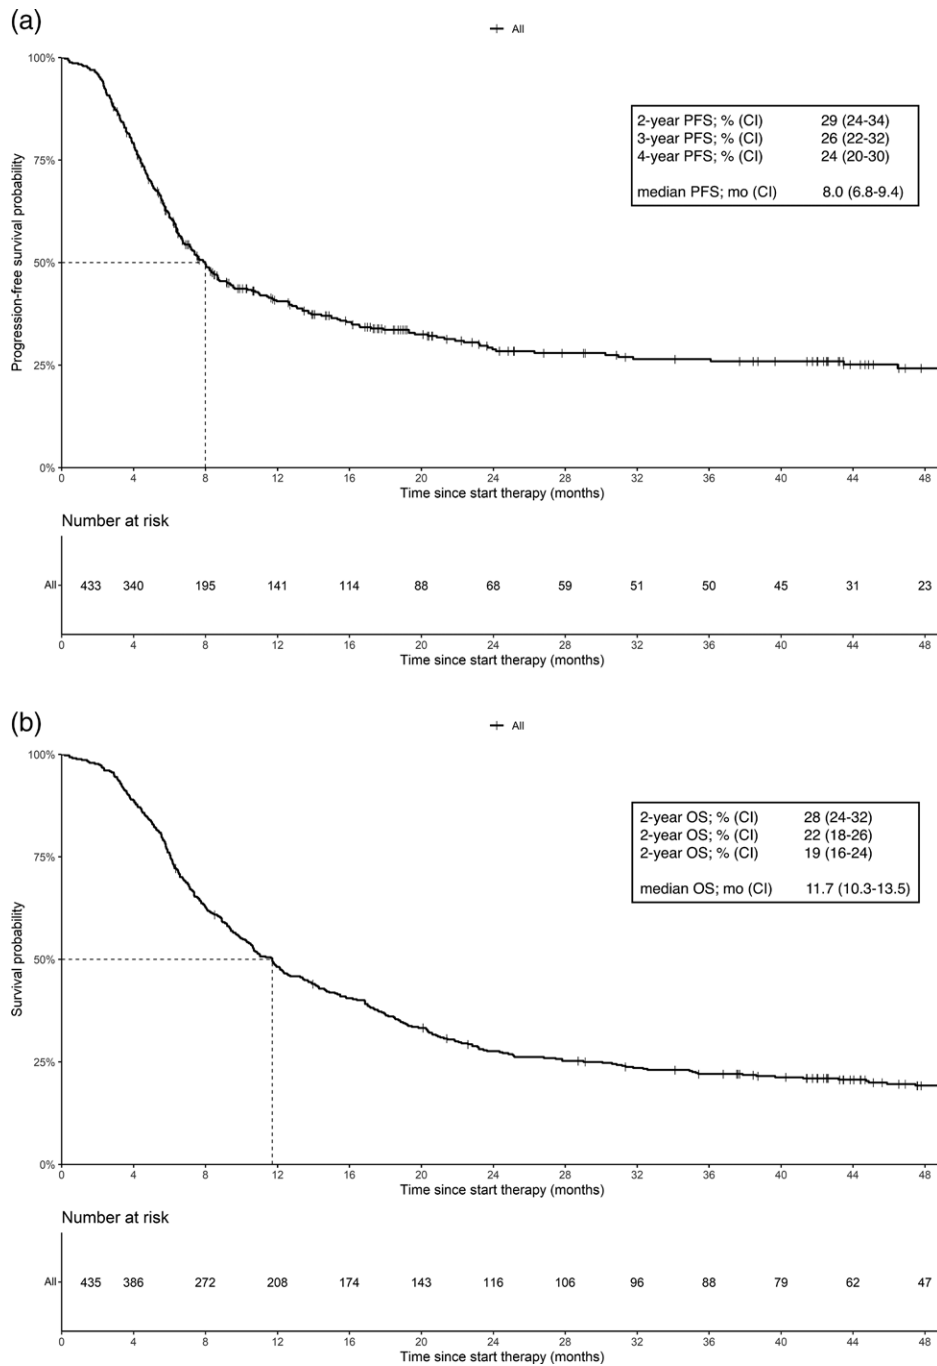 (a)
All
100%
75%
50%
25%
0%
Progression-free survival probability
2-year PFS; % (CI) 29 (24-34)
3-year PFS; % (CI) 26 (22-32)
4-year PFS; % (CI) 24 (20-30)
median PFS; mo (CI) 8.0 (6.8-9.4)
0 4 8 12 16 20 24 28 32 36 40 44 48
Time since start therapy (months)
Number at risk
All 433 340 195 141 114 88 68 59 51 50 45 31 23
0 4 8 12 16 20 24 28 32 36 40 44 48
Time since start therapy (months)
(b)
All
100%
75%
50%
25%
0%
Survival probability
2-year OS; % (CI) 28 (24-32)
2-year OS; % (CI) 22 (18-26)
2-year OS; % (CI) 19 (16-24)
median OS; mo (CI) 11.7 (10.3-13.5)
0 4 8 12 16 20 24 28 32 36 40 44 48
Time since start therapy (months)
Number at risk
All 435 386 272 208 174 143 116 106 96 88 79 62 47
0 4 8 12 16 20 24 28 32 36 40 44 48
Time since start therapy (months)